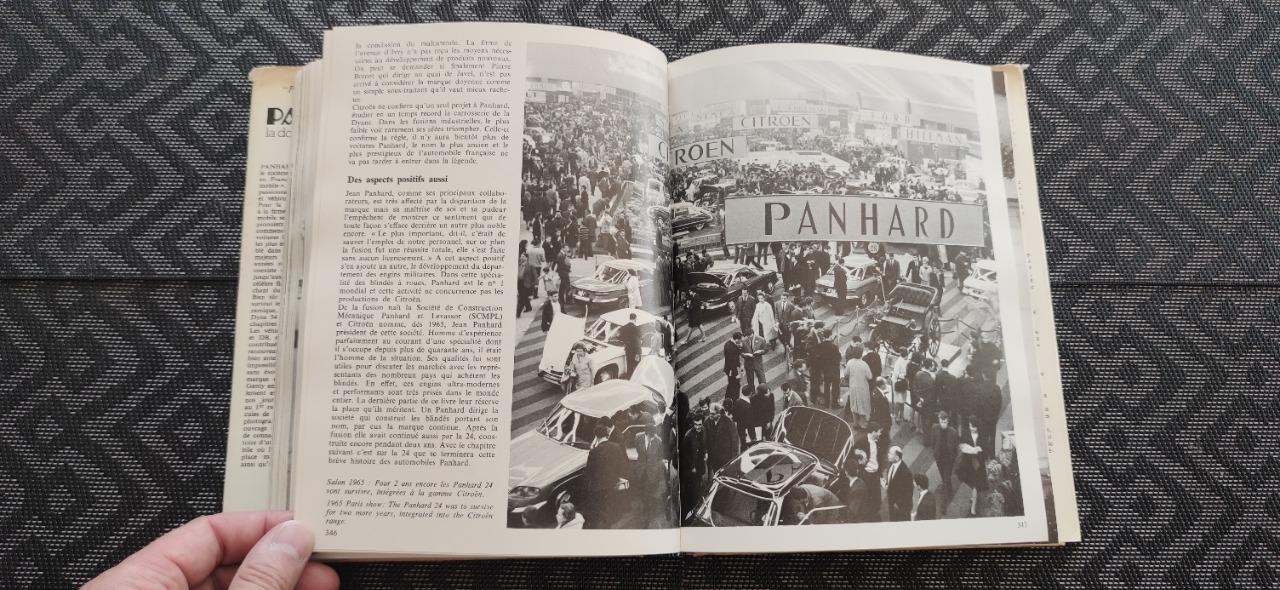 la conclusion du malentendu. La firme de
l'avenue d'Ivry n'a pas reçu les moyens néces-
saires au développement de produits nouveaux.
On peut se demander si finalement Pierre
Bercot qui dirige au quai de Javel, n'est pas
arrivé à considérer la marque doyenne comme
un simple sous-traitant qu'il vaut mieux rache-
ter.
Citroën ne confiera qu'un seul projet à Panhard,
étudier en un temps record la carrosserie de la
Dyane. Dans les fusions industrielles, le plus
faible voit rarement ses idées triompher. Celle-ci
confirme la règle, il n'y aura bientôt plus de
voitures Panhard, le nom le plus ancien et le
plus prestigieux de l'automobile française ne
va pas tarder à entrer dans la légende.
Des aspects positifs aussi
Jean Panhard, comme ses principaux collabo-
rateurs, est très affecté par la disparition de la
marque mais sa maîtrise de soi et sa pudeur
l'empêchent de montrer ce sentiment qui de
toute façon s'efface derrière un autre plus noble
encore. « Le plus important, dit-il, c'était de
sauver l'emploi de notre personnel, sur ce plan
la fusion fut une réussite totale, elle s'est faite
sans aucun licenciement. » A cet aspect positif
s'en ajoute un autre, le développement du dépar-
tement des engins militaires. Dans cette spécia-
lité des blindés à roues, Panhard est le n° 1
mondial et cette activité ne concurrence pas les
productions de Citroën.
De la fusion naît la Société de Construction
Mécanique Panhard et Levassor (SCMPL)
et Citroën nomme, dès 1965, Jean Panhard
président de cette société. Homme d'expérience
parfaitement au courant d'une spécialité dont
il s'occupe depuis plus de quarante ans, il était
l'homme de la situation. Ses qualités lui sont
utiles pour discuter les marchés avec les repré-
sentants des nombreux pays qui achètent les
blindés. En effet, ces engins ultra-modernes
et performants sont très prisés dans le monde
entier. La dernière partie de ce livre leur réserve
la place qu'ils méritent. Un Panhard dirige la
société qui construit les blindés portant son
nom, par eux la marque continue. Après la
fusion elle avait continué aussi par la 24, cons-
truite encore pendant deux ans. Avec le chapitre
suivant c'est sur la 24 que se terminera cette
brève histoire des automobiles Panhard.
Salon 1965 : Pour 2 ans encore les Panhard 24
vont survivre, intégrées à la gamme Citroën.
1965 Paris show: The Panhard 24 was to survive
for two more years, integrated into the Citroën
range.
346
CITROËN
ROEN
PANHARD
347